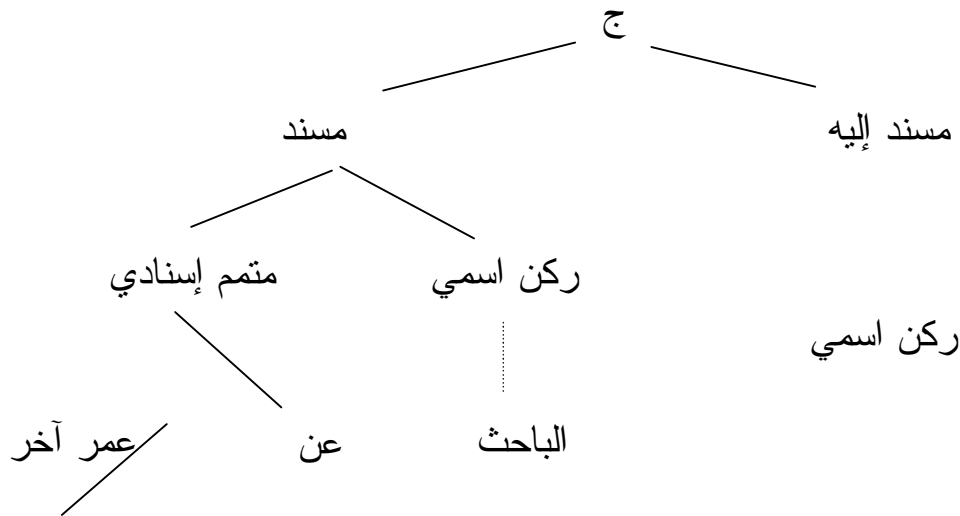 ج
مسند إليه
مسند
ركن اسمي
متمم إسنادي
ركن اسمي
الباحث
عن
عمر آخر